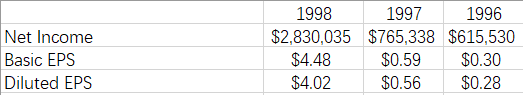 1998 1997 1996
Net Income $2,830,035 $765,338 $615,530
Basic EPS $4.48 $0.59 $0.30
Diluted EPS $4.02 $0.56 $0.28